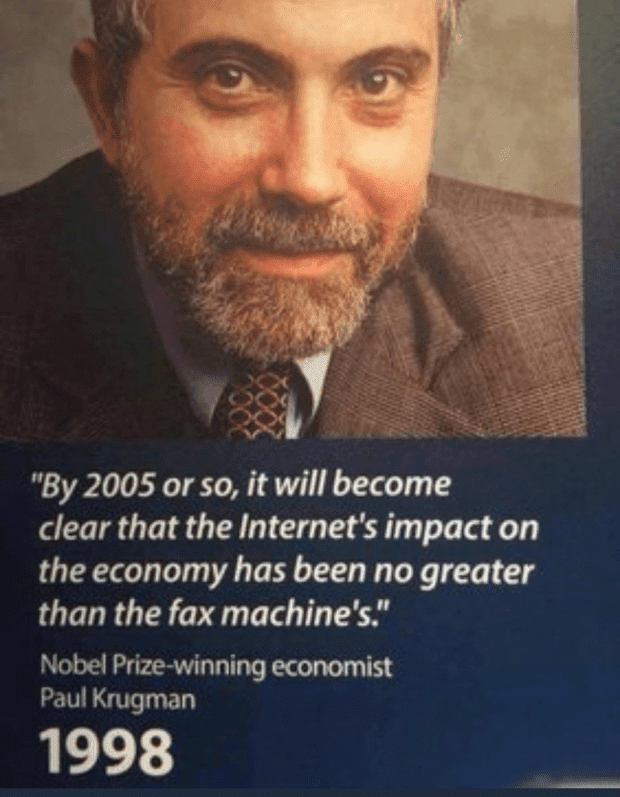 "By 2005 or so, it will become
clear that the Internet's impact on
the economy has been no greater
than the fax machine's."
Nobel Prize-winning economist
Paul Krugman
1998